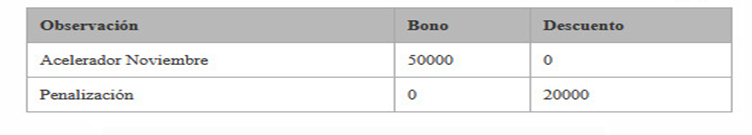 Observación Bono Descuento
Acelerador Noviembre 50000 0
Penalización 0 20000